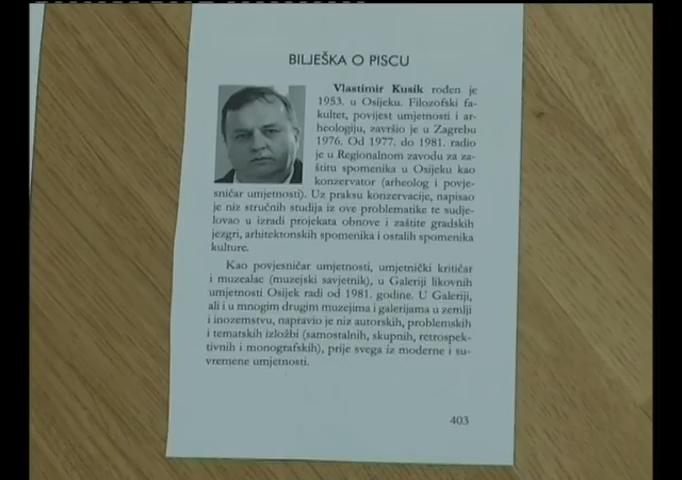 BILJEŠKA O PISCU
Vlastimir Kusik rođen je
1953. u Osijeku. Filozofski fa-
kultet, povijest umjetnosti i ar-
heologiju, završio je u Zagrebu
1976. Od 1977. do 1981. radio
je u Regionalnom zavodu za za-
štitu spomenika u Osijeku kao
konzervator (arheolog i povje-
sničar umjetnosti). Uz praksu konzervacije, napisao
je niz stručnih studija iz ove problematike te sudje-
lovao u izradi projekata obnove i zaštite gradskih
jezgri, arhitektonskih spomenika i ostalih spomenika
kulture.
Kao povjesničar umjetnosti, umjetnički kritičar
i muzealac (muzejski savjetnik), u Galeriji likovnih
umjetnosti Osijek radi od 1981. godine. U Galeriji,
ali i u mnogim drugim muzejima i galerijama u zemlji
i inozemstvu, napravio je niz autorskih, problemskih
i tematskih izložbi (samostalnih, skupnih, retrospek-
tivnih i monografskih), prije svega iz moderne i su-
vremene umjetnosti.
403